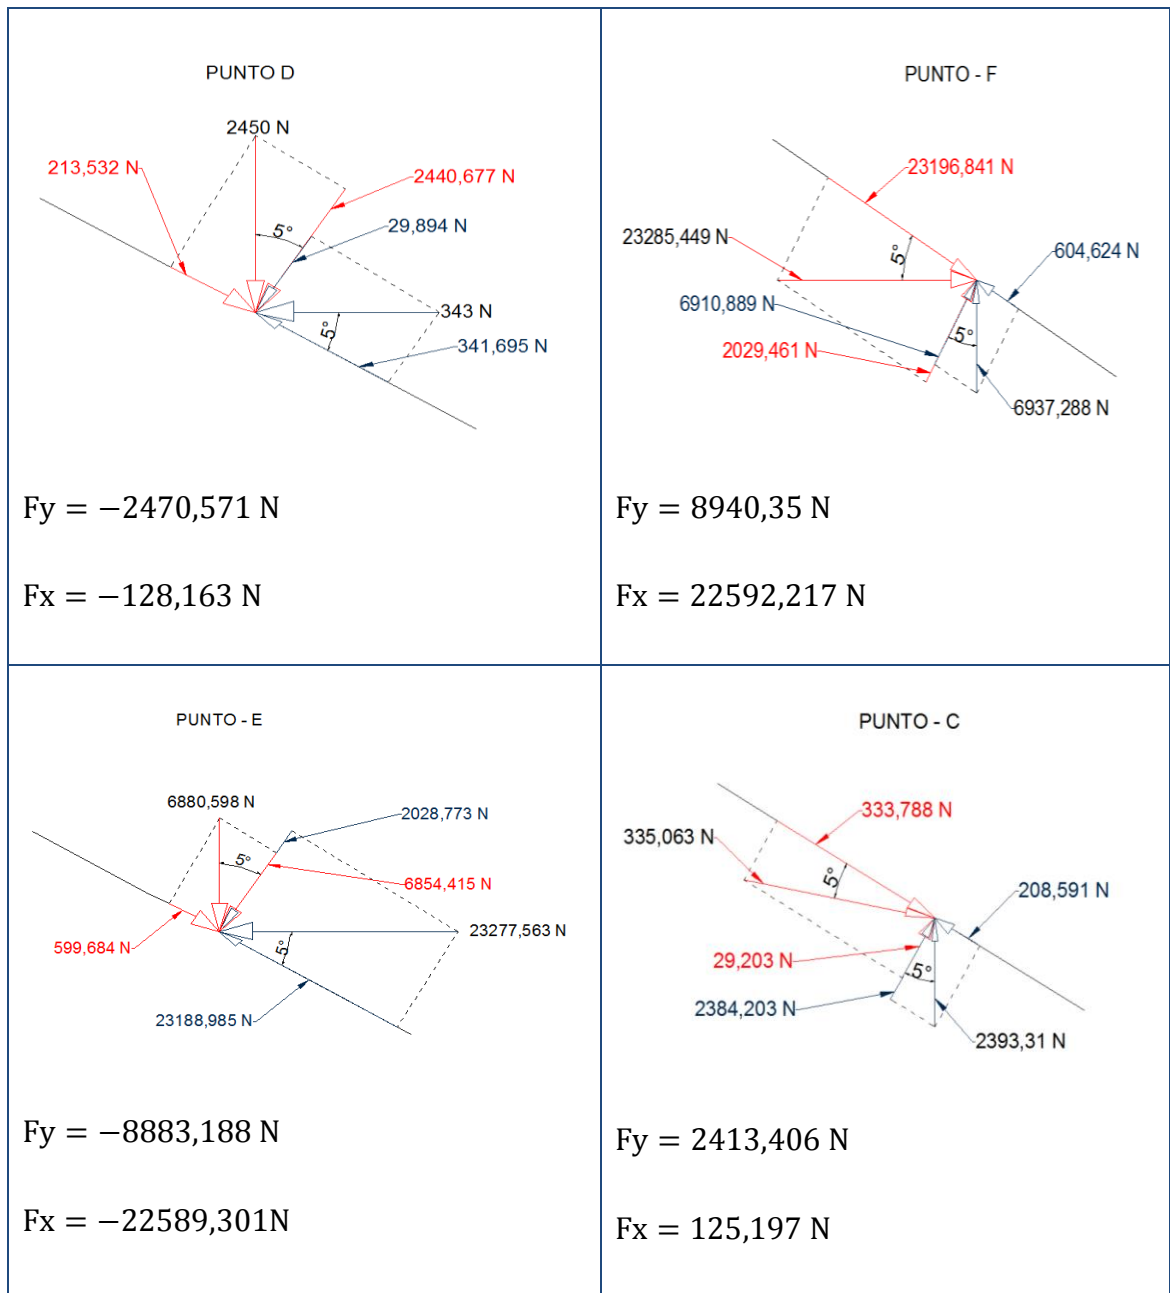 PUNTO D
2450 N
213,532 N
2440,677 N
5°
29,894 N
343 N
5°
341,695 N
Fy = −2470,571 N
Fx = −128,163 N
PUNTO - F
23196,841 N
23285,449 N
5°
604,624 N
6910,889 N
5°
2029,461 N
6937,288 N
Fy = 8940,35 N
Fx = 22592,217 N
PUNTO - E
6880,598 N
2028,773 N
5°
6854,415 N
23277,563 N
599,684 N
5°
23188,985 N
Fy = −8883,188 N
Fx = −22589,301N
PUNTO - C
333,788 N
335,063 N
5°
208,591 N
29,203 N
5°
2384,203 N
2393,31 N
Fy = 2413,406 N
Fx = 125,197 N